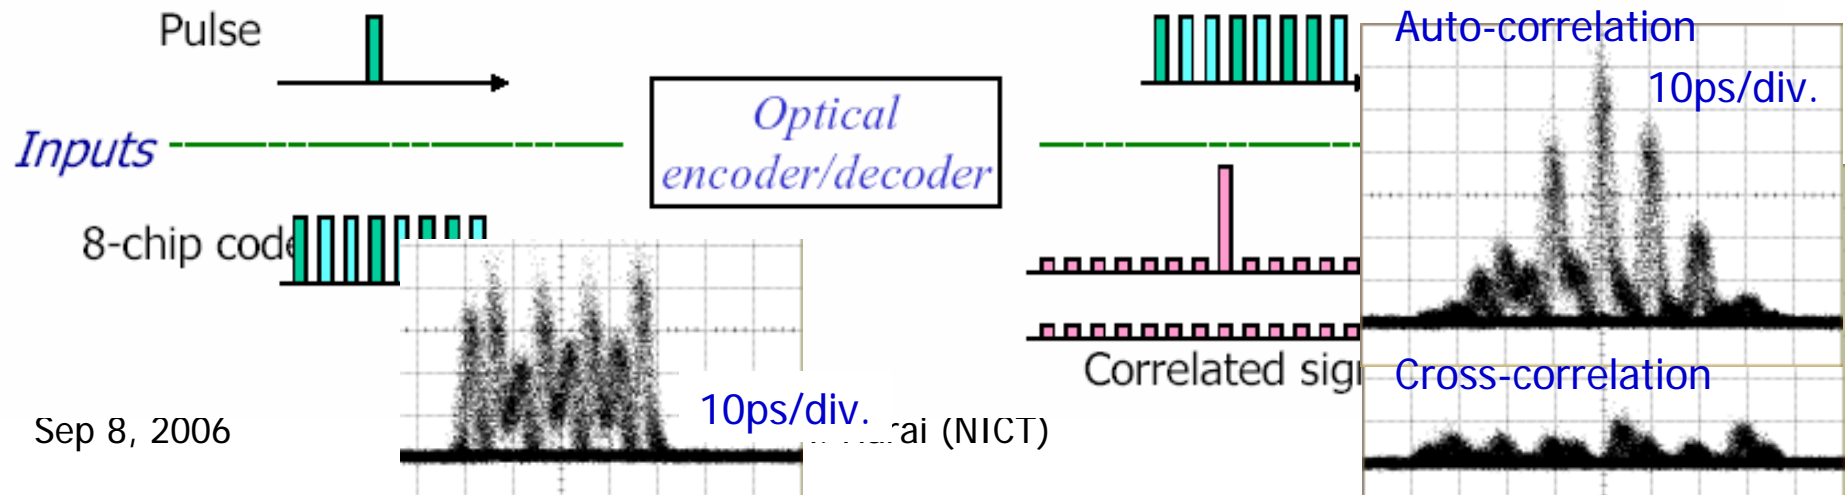 Pulse
Auto-correlation
10ps/div.
Optical
encoder/decoder
Inputs
8-chip code
Correlated
Cross-correlation
10ps/div.
Sep 8, 2006
(NICT)